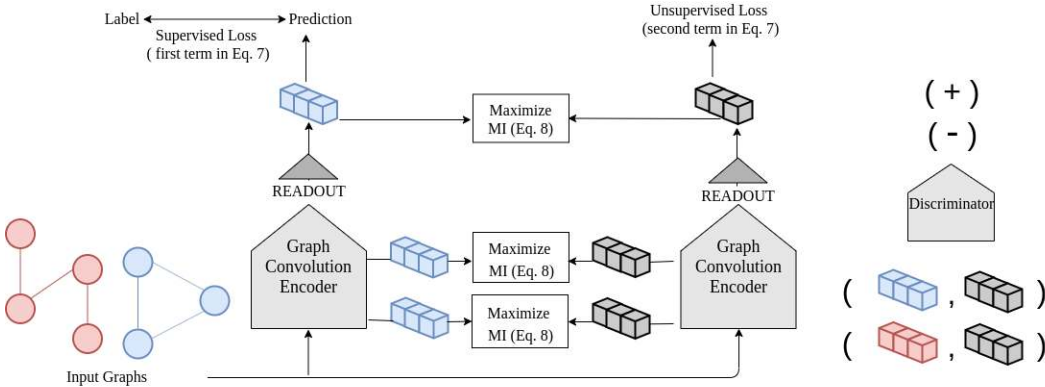 Label
Prediction
Supervised Loss
( first term in Eq. 7)
Unsupervised Loss
(second term in Eq. 7)
Maximize
MI (Eq. 8)
( + )
( - )
READOUT
READOUT
Discriminator
Graph
Convolution
Encoder
Maximize
MI (Eq. 8)
Graph
Convolution
Encoder
Maximize
MI (Eq. 8)
( , )
( , )
Input Graphs